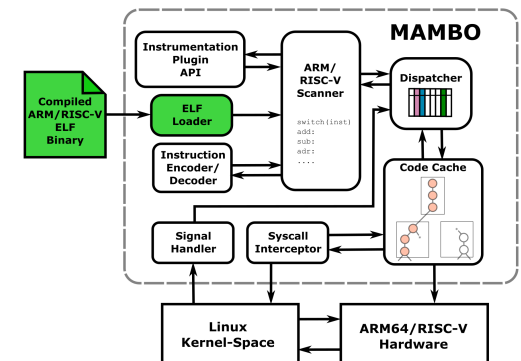 MAMBO
Instrumentation
Plugin
API
ARM/
RISC-V
Scanner
switch(inst)
add:
sub:
adr:
....
Dispatcher
Compiled
ARM/RISC-V
ELF
Binary
ELF
Loader
Instruction
Encoder/
Decoder
Code Cache
Signal
Handler
Syscall
Interceptor
Linux
Kernel-Space
ARM64/RISC-V
Hardware